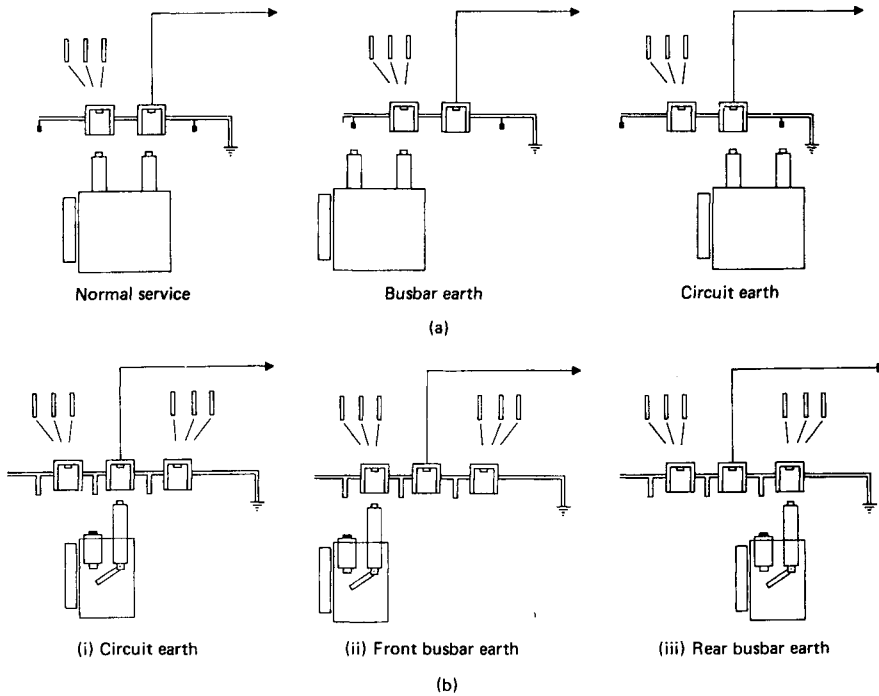 Normal service
Busbar earth
Circuit earth
(a)
(i) Circuit earth
(ii) Front busbar earth
(iii) Rear busbar earth
(b)